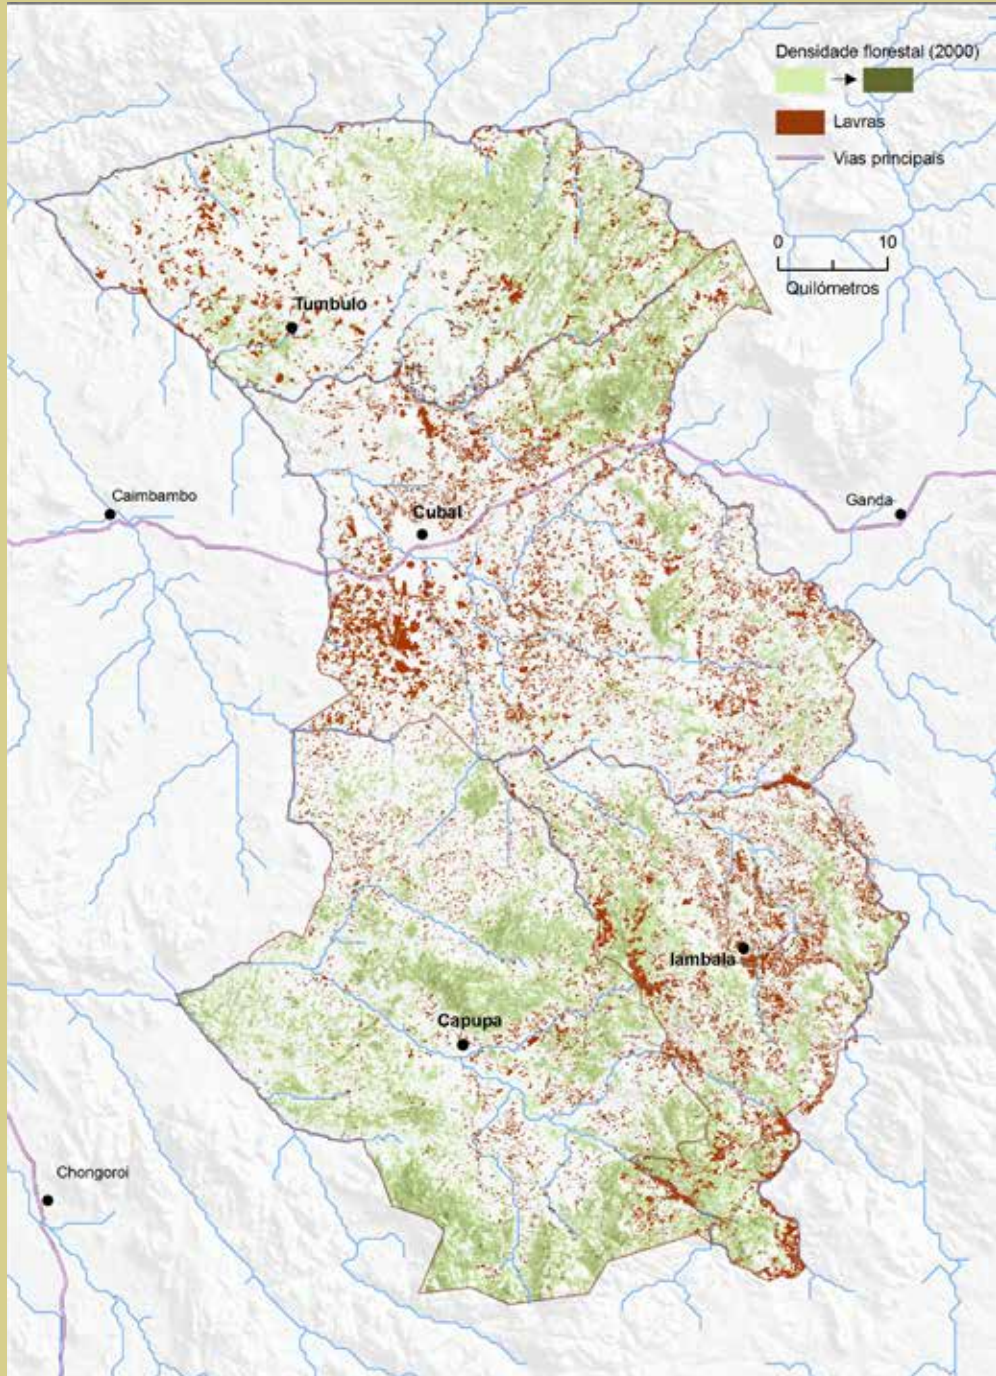 Densidade florestal (2000)
Lavras
Vias principais
0 10
Quilómetros
Tumbulo
Caimbambo
Ganda
Cubal
Iambala
Capupa
Chongoroi